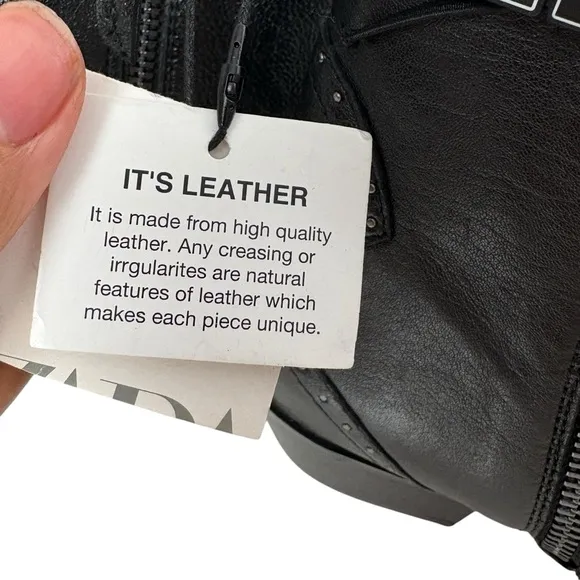 IT'S LEATHER
It is made from high quality
leather. Any creasing or
irrgularites are natural
features of leather which
makes each piece unique.
ZARA